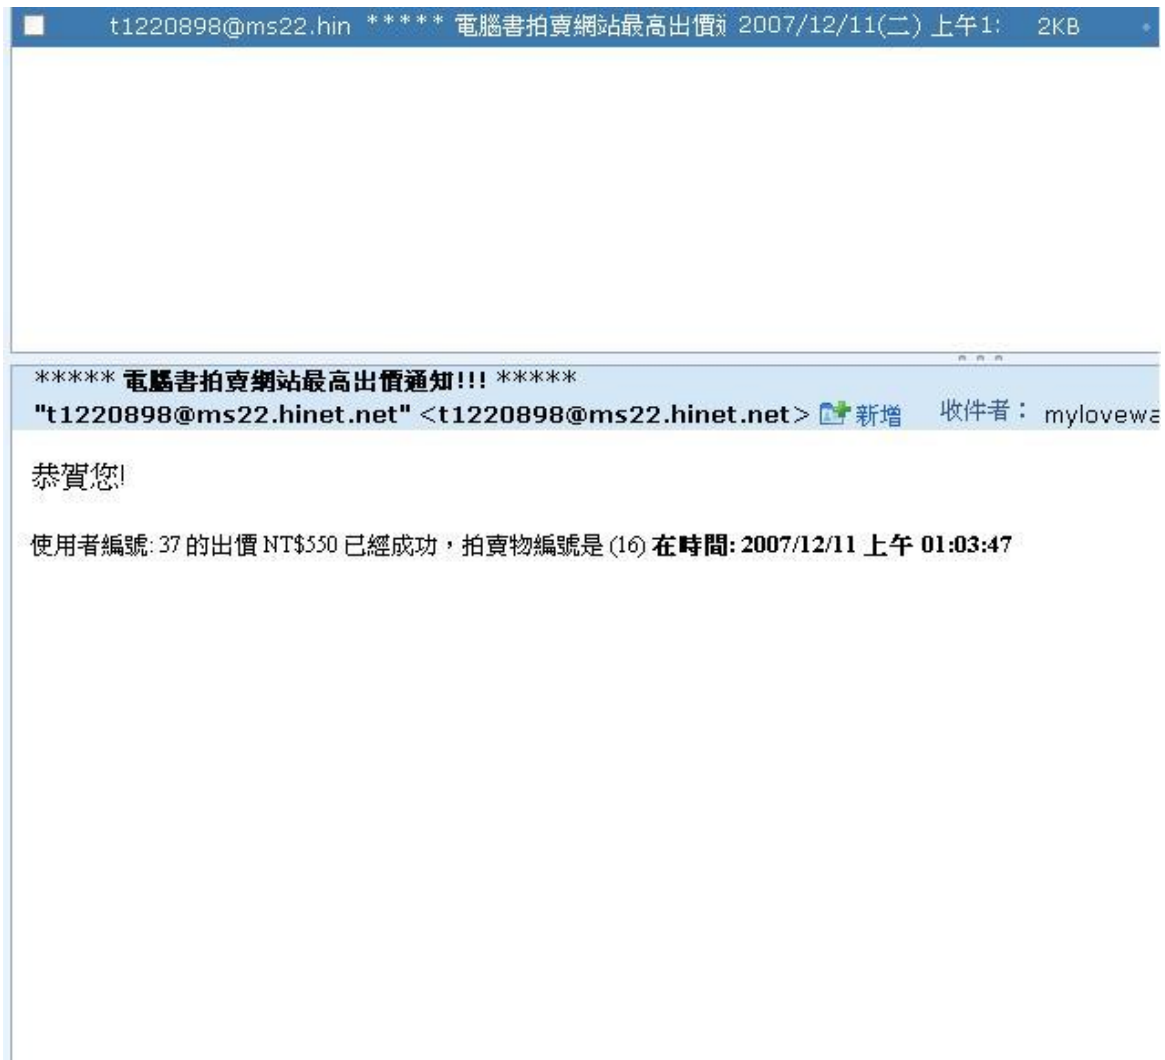 t1220898@ms22.hin ***** 電腦書拍賣網站最高出價 2007/12/11(二) 上午1: 2KB
***** 電腦書拍賣網站最高出價通知!!! *****
"t1220898@ms22.hinet.net" <t1220898@ms22.hinet.net> 新增 收件者： mylovewa
恭賀您!
使用者編號: 37 的出價 NT$550 已經成功，拍賣物編號是 (16) 在時間: 2007/12/11 上午 01:03:47